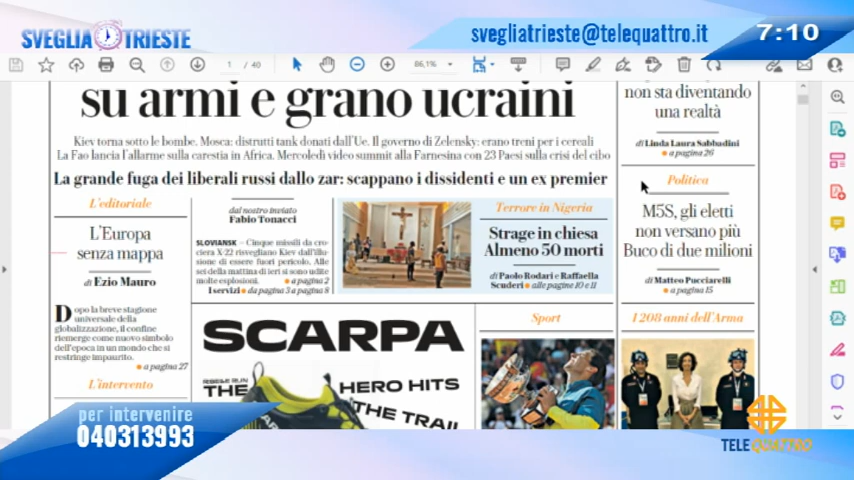 SVEGLIA TRIESTE
svegliatrieste@telequattro.it
7:10
1 / 40
86,1%
su armi e grano ucraini
Kiev torna sotto le bombe. Mosca: distrutti tank donati dall'Ue. Il governo di Zelensky: erano treni per i cereali
La Fao lancia l'allarme sulla carestia in Africa. Mercoledì video summit alla Farnesina con 23 Paesi sulla crisi del cibo
La grande fuga dei liberali russi dallo zar: scappano i dissidenti e un ex premier
L'editoriale
L'Europa
senza mappa
di Ezio Mauro
Dopo la breve stagione
universale della
globalizzazione, il confine
riemerge come nuovo simbolo
dell'epoca in un mondo che si
restringe impaurito.
a pagina 27
L'intervento
dal nostro inviato
Fabio Tonacci
SLOVIANSK – Cinque missili da cro-
ciera X-22 risvegliano Kiev dall'illu-
sione di essere fuori pericolo. Alle
sei della mattina di ieri si sono udite
molte esplosioni. a pagina 2
I servizi da pagina 3 a pagina 8
Terrore in Nigeria
Strage in chiesa
Almeno 50 morti
di Paolo Rodari e Raffaella
Scuderi alle pagine 10 e 11
non sta diventando
una realtà
di Linda Laura Sabbadini
a pagina 26
Politica
M5S, gli eletti
non versano più
Buco di due milioni
di Matteo Pucciarelli
a pagina 15
SCARPA
THE
HERO HITS
THE TRAIL
Sport
I 208 anni dell'Arma
per intervenire
040313993
TELEQUATTRO